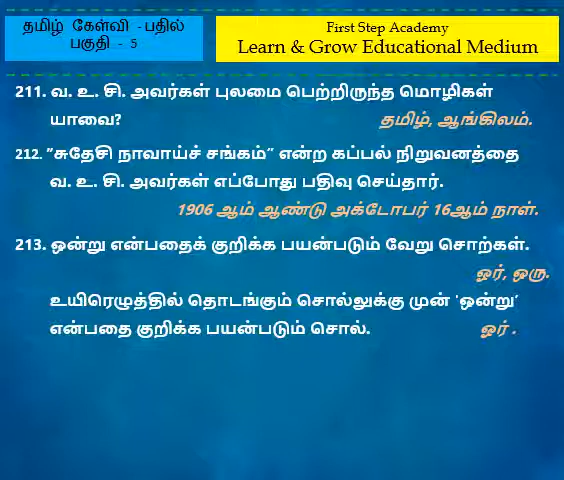 தமிழ் கேள்வி - பதில்
பகுதி - 5
First Step Academy
Learn & Grow Educational Medium
211. வ. உ. சி. அவர்கள் புலமை பெற்றிருந்த மொழிகள்
யாவை? தமிழ், ஆங்கிலம்.
212. "சுதேசி நாவாய்ச் சங்கம்" என்ற கப்பல் நிறுவனத்தை
வ. உ. சி. அவர்கள் எப்போது பதிவு செய்தார்.
1906 ஆம் ஆண்டு அக்டோபர் 16ஆம் நாள்.
213. ஒன்று என்பதைக் குறிக்க பயன்படும் வேறு சொற்கள்.
ஓர், ஒரு.
உயிரெழுத்தில் தொடங்கும் சொல்லுக்கு முன் 'ஒன்று'
என்பதை குறிக்க பயன்படும் சொல். ஓர் .